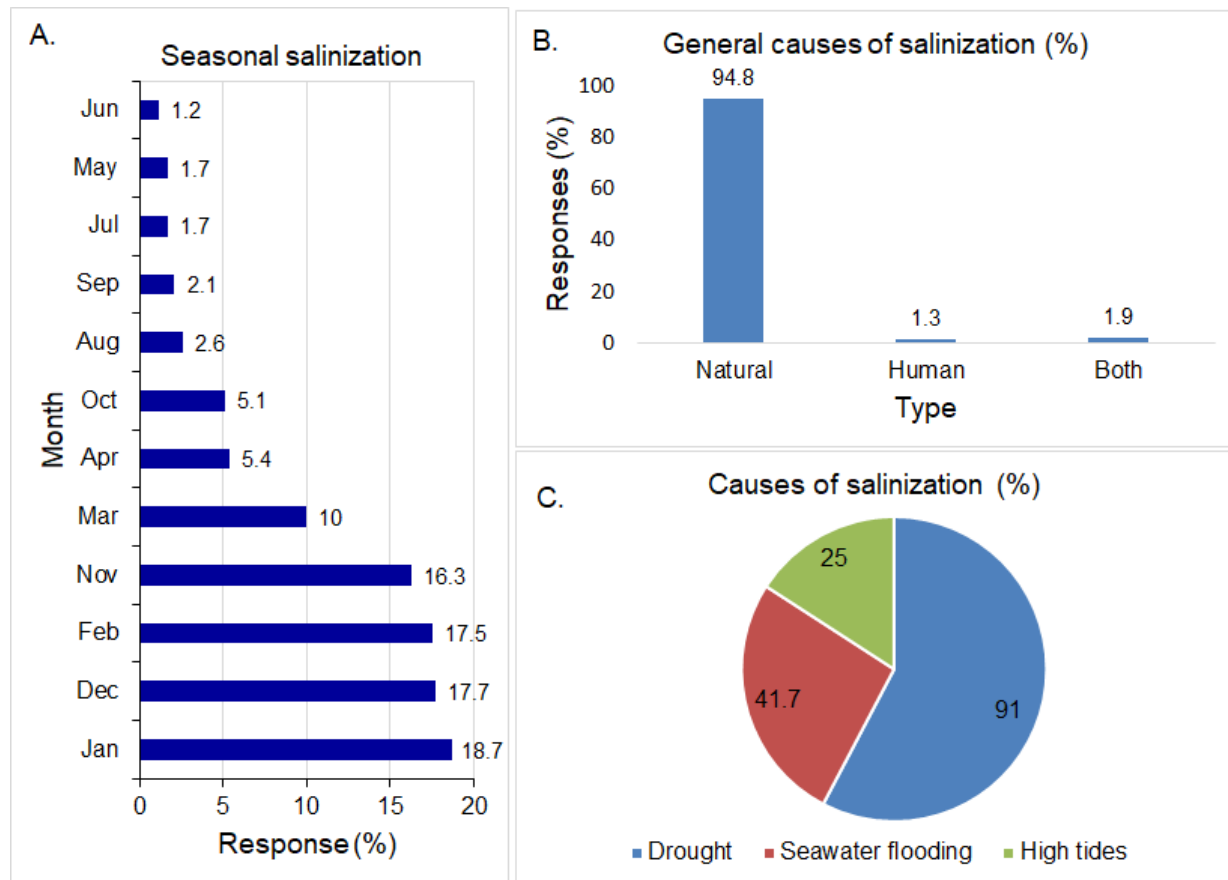 A.
Seasonal salinization
Jun 1.2
May 1.7
Jul 1.7
Sep 2.1
Aug 2.6
Oct 5.1
Apr 5.4
Mar 10
Nov 16.3
Feb 17.5
Dec 17.7
Jan 18.7
0 5 10 15 20
Month
Response (%)
B.
General causes of salinization (%)
Responses (%)
100
80
60
40
20
0
94.8 1.3 1.9
Natural Human Both
Type
C.
Causes of salinization (%)
25
41.7
91
Drought Seawater flooding High tides